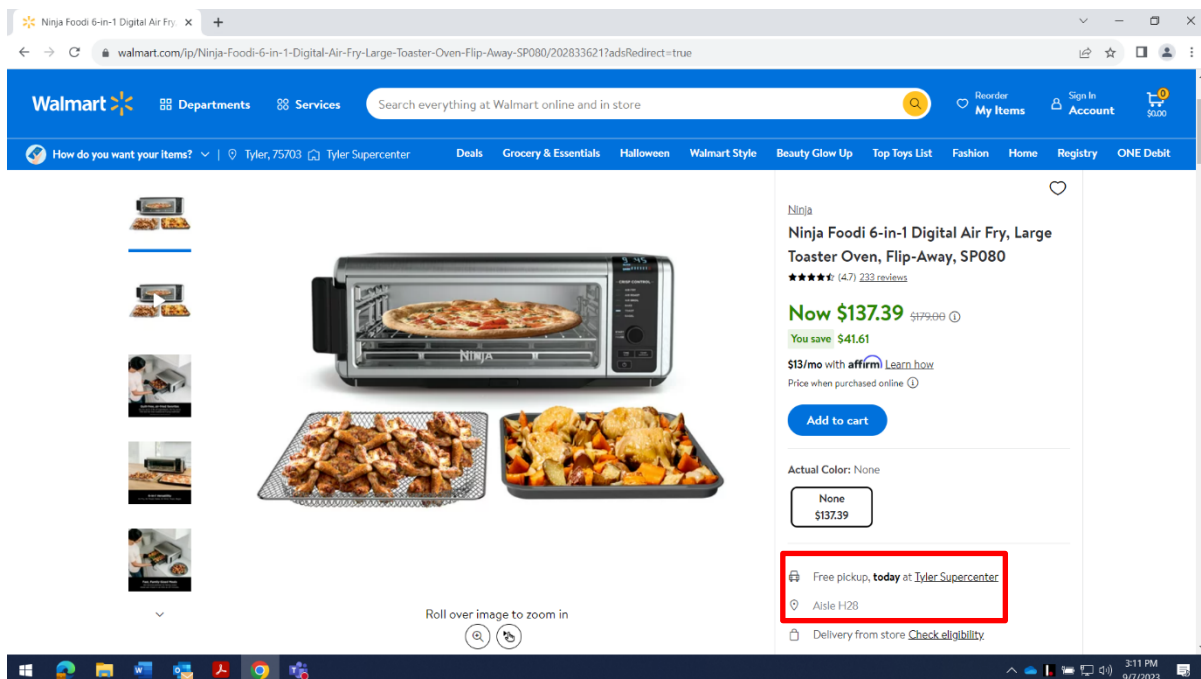 Ninja Foodi 6-in-1 Digital Air Fry,
walmart.com/ip/Ninja-Foodi-6-in-1-Digital-Air-Fry-Large-Toaster-Oven-Flip-Away-SP080/202833621?adsRedirect=true
Walmart Departments Services Search everything at Walmart online and in store Reorder My Items Sign In Account 0 $0.00
How do you want your items? Tyler, 75703 Tyler Supercenter Deals Grocery & Essentials Halloween Walmart Style Beauty Glow Up Top Toys List Fashion Home Registry ONE Debit
Ninja
Ninja Foodi 6-in-1 Digital Air Fry, Large
Toaster Oven, Flip-Away, SP080
(4.7) 233 reviews
Now $137.39 $179.00
You save $41.61
$13/mo with affirm Learn how
Price when purchased online
Add to cart
Actual Color: None
None
$137.39
Free pickup, today at Tyler Supercenter
Aisle H28
Delivery from store Check eligibility
NINJA
Roll over image to zoom in
3:11 PM
9/7/2023